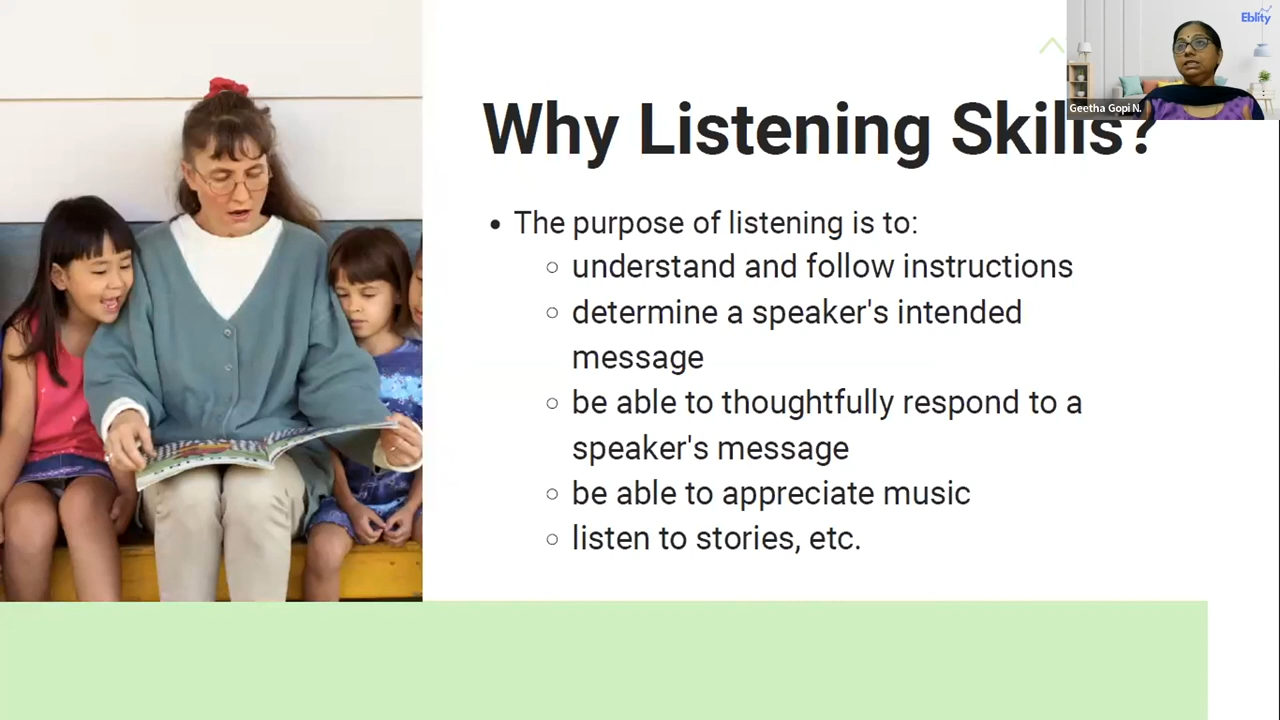 Eblity
Geetha Gopi N.
Why Listening Skills?
• The purpose of listening is to:
○ understand and follow instructions
○ determine a speaker's intended
message
○ be able to thoughtfully respond to a
speaker's message
○ be able to appreciate music
○ listen to stories, etc.